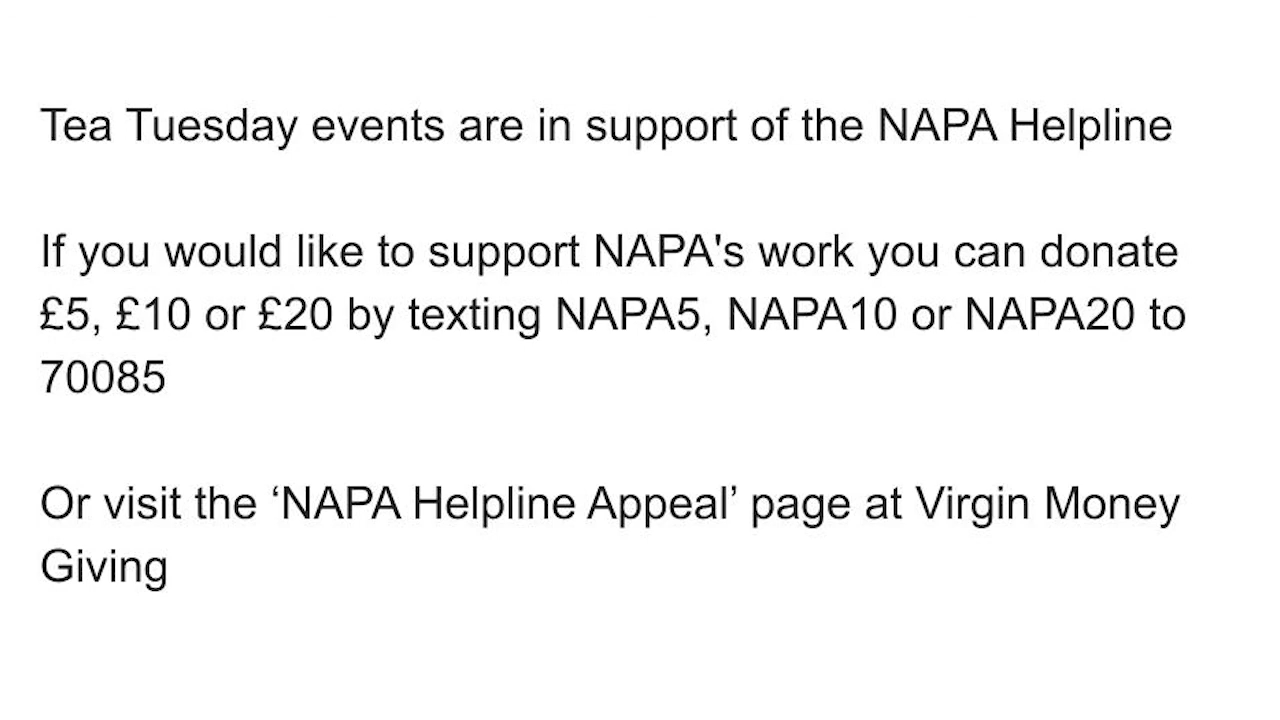 Tea Tuesday events are in support of the NAPA Helpline
If you would like to support NAPA's work you can donate
£5, £10 or £20 by texting NAPA5, NAPA10 or NAPA20 to
70085
Or visit the ‘NAPA Helpline Appeal’ page at Virgin Money
Giving